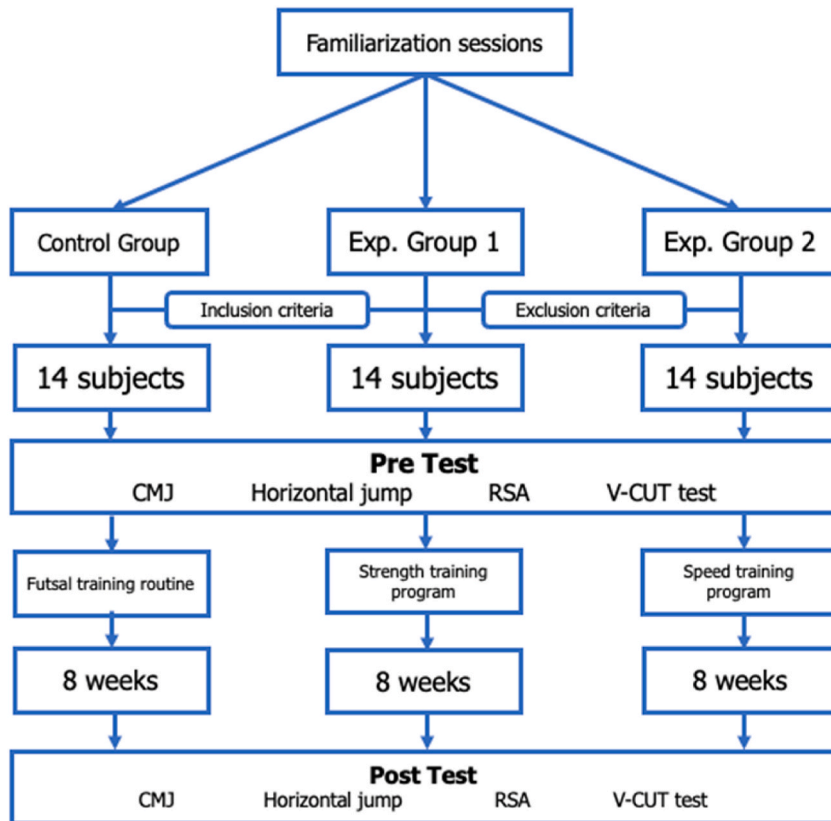 Familiarization sessions
Control Group
Exp. Group 1
Exp. Group 2
Inclusion criteria
Exclusion criteria
14 subjects
14 subjects
14 subjects
Pre Test
CMJ Horizontal jump RSA V-CUT test
Futsal training routine
Strength training
program
Speed training
program
8 weeks
8 weeks
8 weeks
Post Test
CMJ Horizontal jump RSA V-CUT test